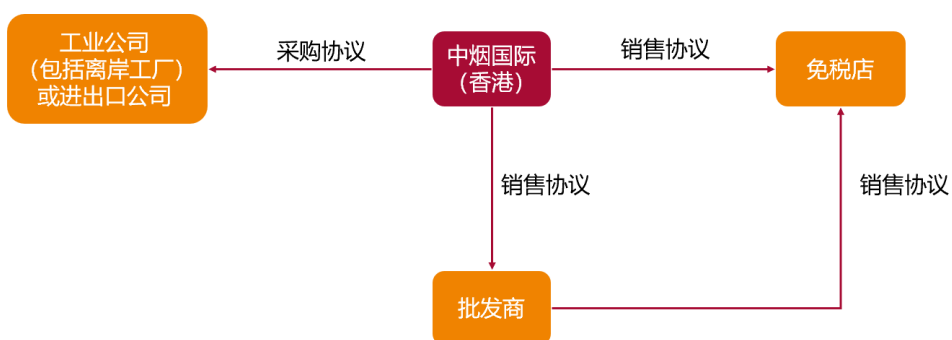 工业公司
（包括离岸工厂）
或进出口公司
采购协议
中烟国际
（香港）
销售协议
免税店
销售协议
销售协议
批发商